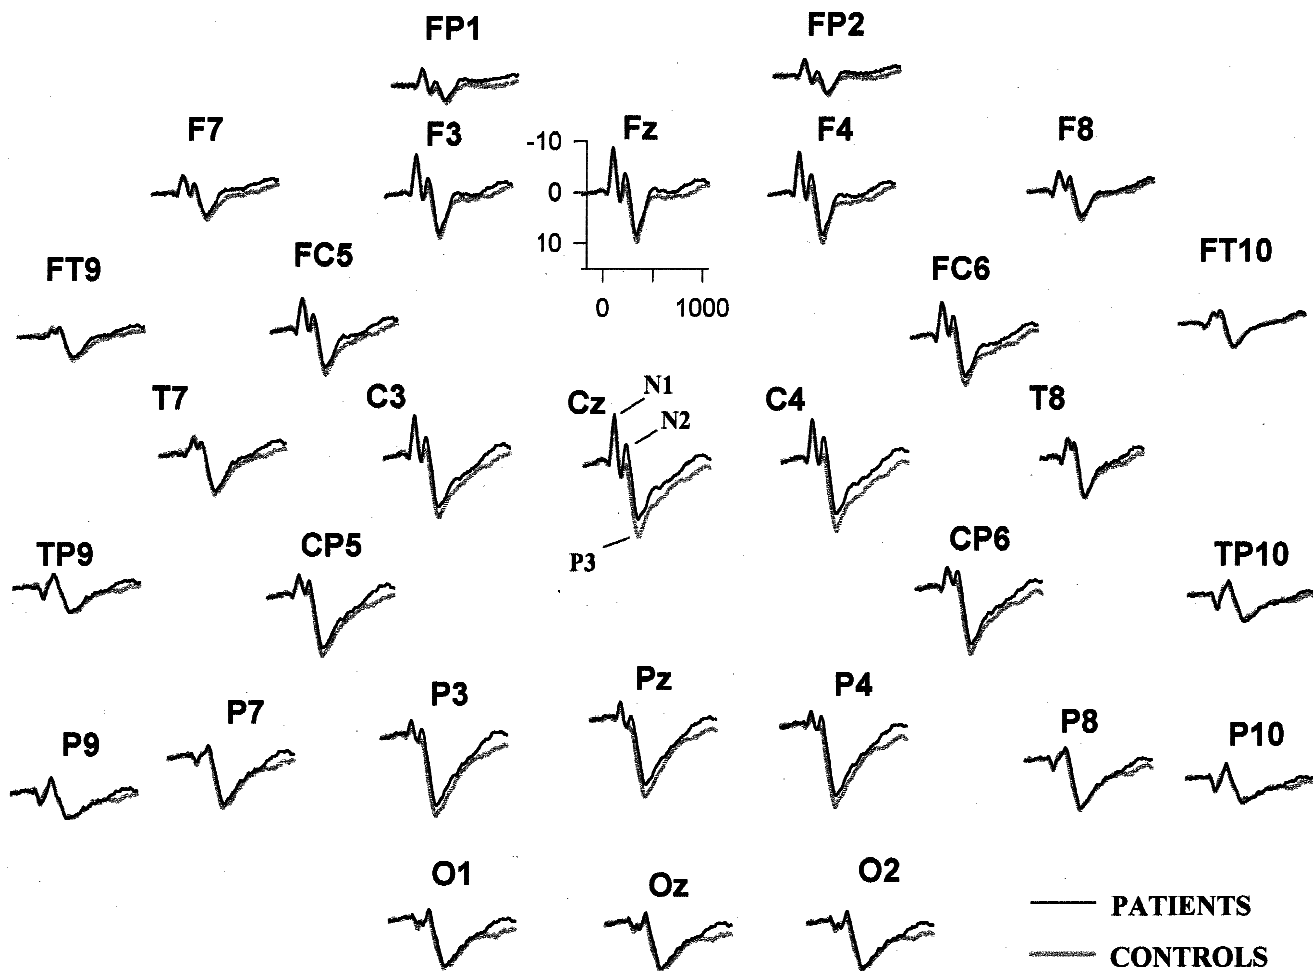 FP1 FP2
F7 F3 Fz F4 F8
-10
0
10
0 1000
FT9 FC5 FC6 FT10
T7 C3 Cz C4 T8
N1
N2
P3
TP9 CP5 CP6 TP10
P9 P7 P3 Pz P4 P8 P10
O1 Oz O2
PATIENTS
CONTROLS